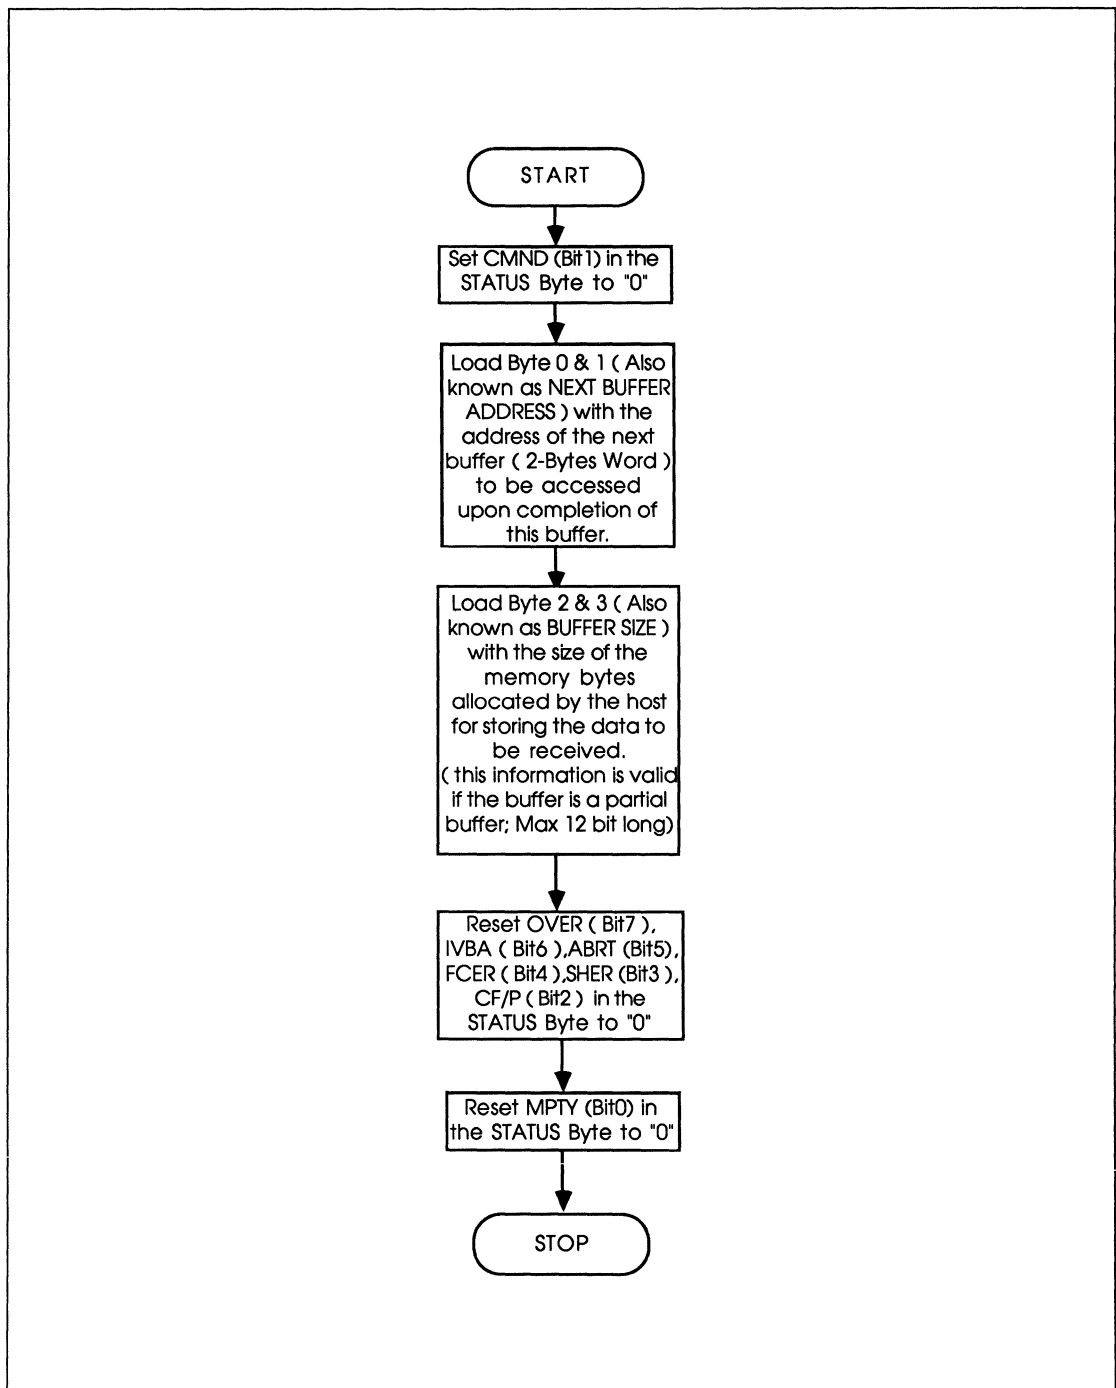 START
Set CMND (Bit1) in the
STATUS Byte to "0"
Load Byte 0 & 1 ( Also
known as NEXT BUFFER
ADDRESS ) with the
address of the next
buffer ( 2-Bytes Word )
to be accessed
upon completion of
this buffer.
Load Byte 2 & 3 ( Also
known as BUFFER SIZE )
with the size of the
memory bytes
allocated by the host
for storing the data to
be received.
( this information is valid
if the buffer is a partial
buffer; Max 12 bit long)
Reset OVER ( Bit7 ),
IVBA ( Bit6 ),ABRT (Bit5),
FCER ( Bit4 ),SHER (Bit3 ),
CF/P ( Bit2 ) in the
STATUS Byte to "0"
Reset MPTY (Bit0) in
the STATUS Byte to "0"
STOP